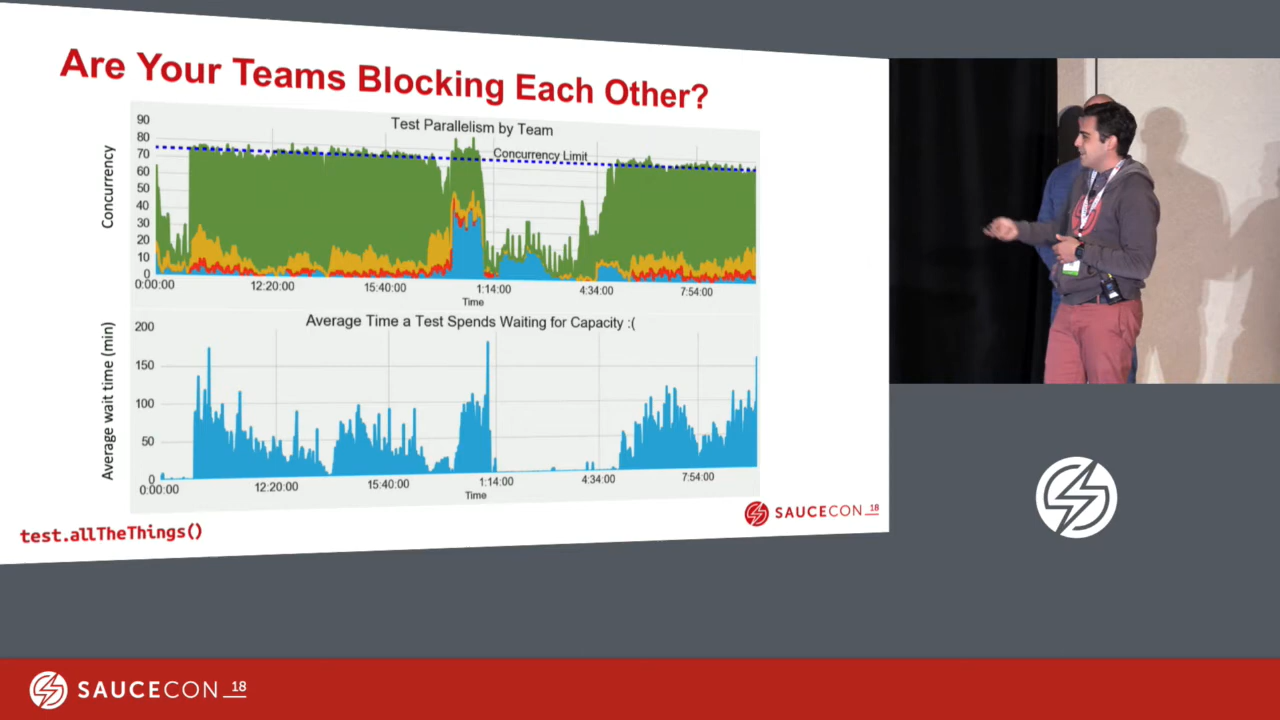 Are Your Teams Blocking Each Other?
Test Parallelism by Team
Concurrency Limit
Concurrency
90
80
70
60
50
40
30
20
10
0
0:00:00
12:20:00
15:40:00
1:14:00
4:34:00
7:54:00
Time
Average Time a Test Spends Waiting for Capacity :(
Average wait time (min)
200
150
100
50
0
0:00:00
12:20:00
15:40:00
1:14:00
4:34:00
7:54:00
Time
test.allTheThings()
SAUCECON_18
SAUCECON_18